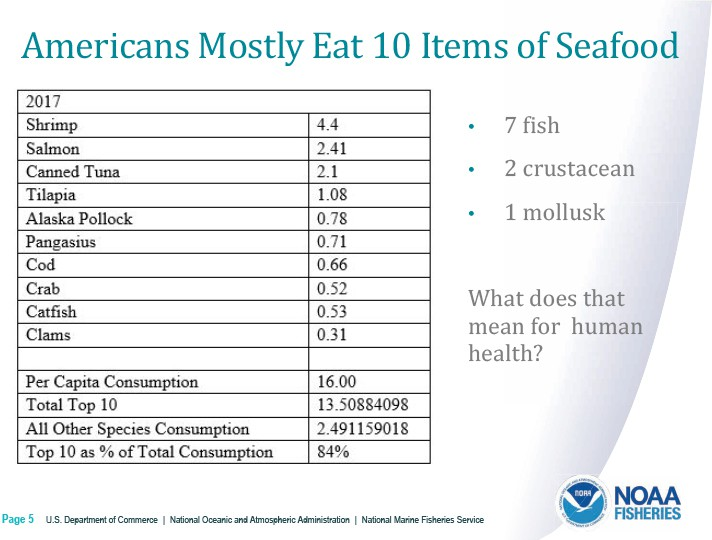 Americans Mostly Eat 10 Items of Seafood
2017
Shrimp 4.4
Salmon 2.41
Canned Tuna 2.1
Tilapia 1.08
Alaska Pollock 0.78
Pangasius 0.71
Cod 0.66
Crab 0.52
Catfish 0.53
Clams 0.31
Per Capita Consumption 16.00
Total Top 10 13.50884098
All Other Species Consumption 2.491159018
Top 10 as % of Total Consumption 84%
• 7 fish
• 2 crustacean
• 1 mollusk
What does that
mean for human
health?
NOAA
NOAA
FISHERIES
Page 5 U.S. Department of Commerce | National Oceanic and Atmospheric Administration | National Marine Fisheries Service